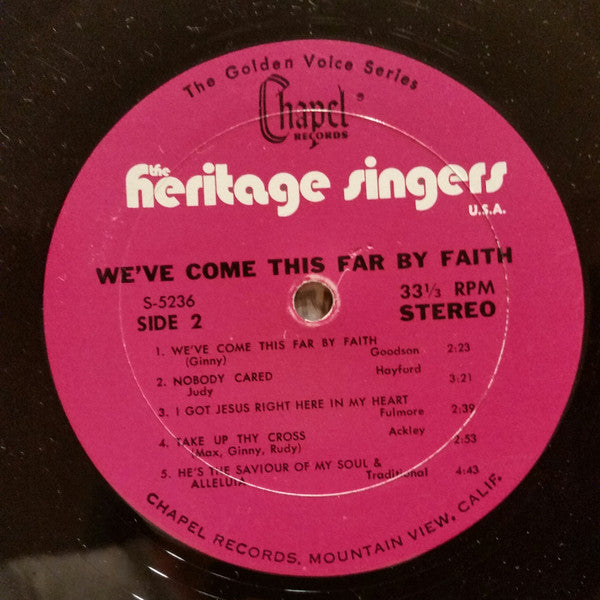 The Golden Voice Series
Chapel®
RECORDS
the heritage singers
U.S.A.
WE'VE COME THIS FAR BY FAITH
S-5236 33⅓ RPM
SIDE 2 STEREO
1. WE'VE COME THIS FAR BY FAITH
(Ginny) Goodson 2:23
2. NOBODY CARED Hayford
Judy 3:21
3. I GOT JESUS RIGHT HERE IN MY HEART
Fulmore 2:39
4. TAKE UP THY CROSS Ackley
(Max, Ginny, Rudy) 2:53
5. HE'S THE SAVIOUR OF MY SOUL &
ALLELUIA Traditional 4:43
CHAPEL RECORDS, MOUNTAIN VIEW, CALIF.